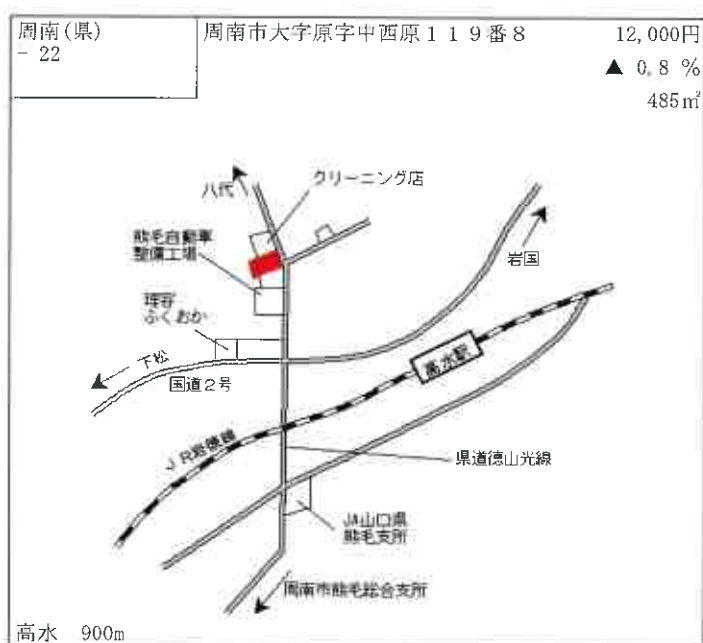 周南(県)
- 22
周南市大字原字中西原119番8
12,000円
▲ 0.8 %
485㎡
八代
クリーニング店
熊毛自動車
整備工場
理容
ふくおか
岩国
下松
国道2号
高水駅
JR岩徳線
県道徳山光線
JA山口県
熊毛支所
周南市熊毛総合支所
高水 900m